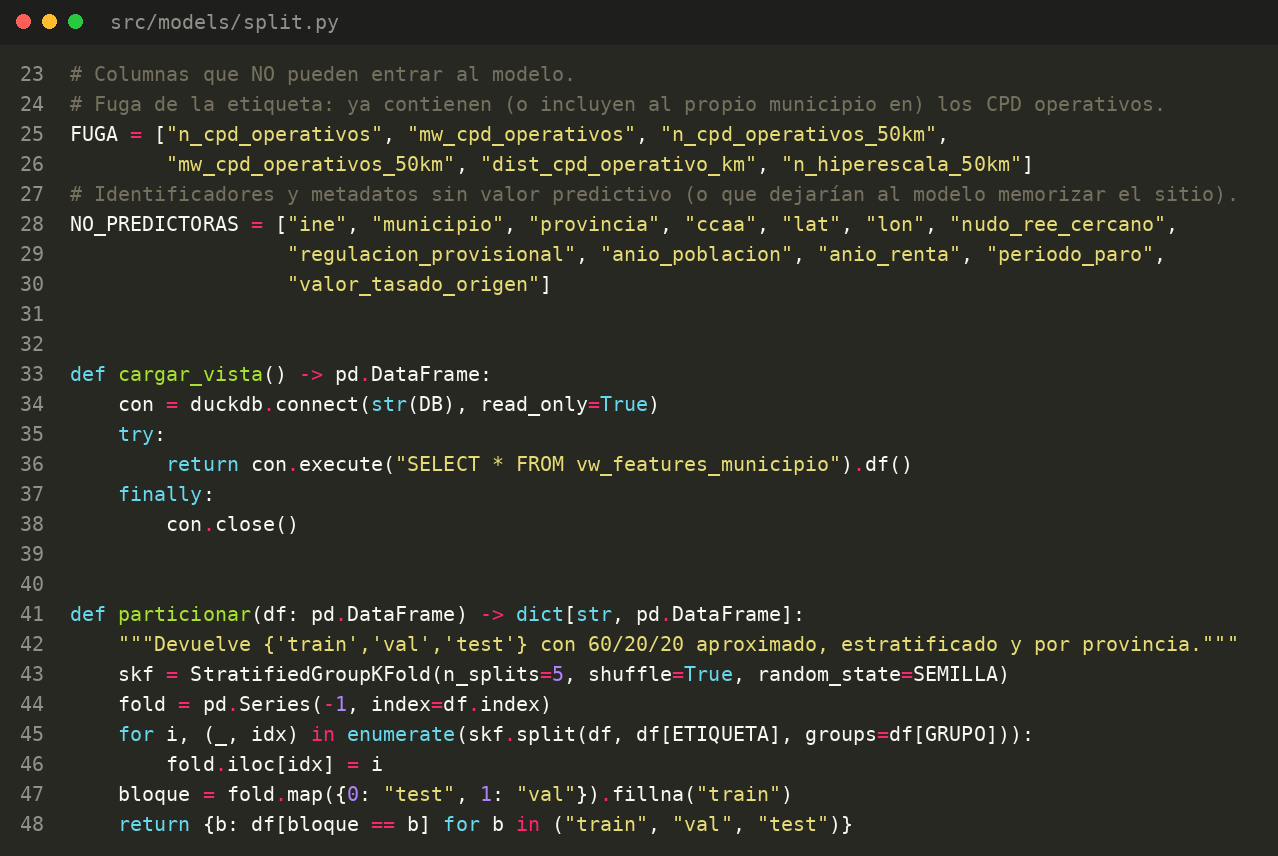 src/models/split.py
23 # Columnas que NO pueden entrar al modelo.
24 # Fuga de la etiqueta: ya contienen (o incluyen al propio municipio en) los CPD operativos.
25 FUGA = ["n_cpd_operativos", "mw_cpd_operativos", "n_cpd_operativos_50km",
26         "mw_cpd_operativos_50km", "dist_cpd_operativo_km", "n_hiperescala_50km"]
27 # Identificadores y metadatos sin valor predictivo (o que dejarían al modelo memorizar el sitio).
28 NO_PREDICTORAS = ["ine", "municipio", "provincia", "ccaa", "lat", "lon", "nudo_ree_cercano",
29                   "regulacion_provisional", "anio_poblacion", "anio_renta", "periodo_paro",
30                   "valor_tasado_origen"]
31
32
33 def cargar_vista() -> pd.DataFrame:
34     con = duckdb.connect(str(DB), read_only=True)
35     try:
36         return con.execute("SELECT * FROM vw_features_municipio").df()
37     finally:
38         con.close()
39
40
41 def particionar(df: pd.DataFrame) -> dict[str, pd.DataFrame]:
42     """Devuelve {'train','val','test'} con 60/20/20 aproximado, estratificado y por provincia."""
43     skf = StratifiedGroupKFold(n_splits=5, shuffle=True, random_state=SEMILLA)
44     fold = pd.Series(-1, index=df.index)
45     for i, (_, idx) in enumerate(skf.split(df, df[ETIQUETA], groups=df[GRUPO])):
46         fold.iloc[idx] = i
47     bloque = fold.map({0: "test", 1: "val"}).fillna("train")
48     return {b: df[bloque == b] for b in ("train", "val", "test")}